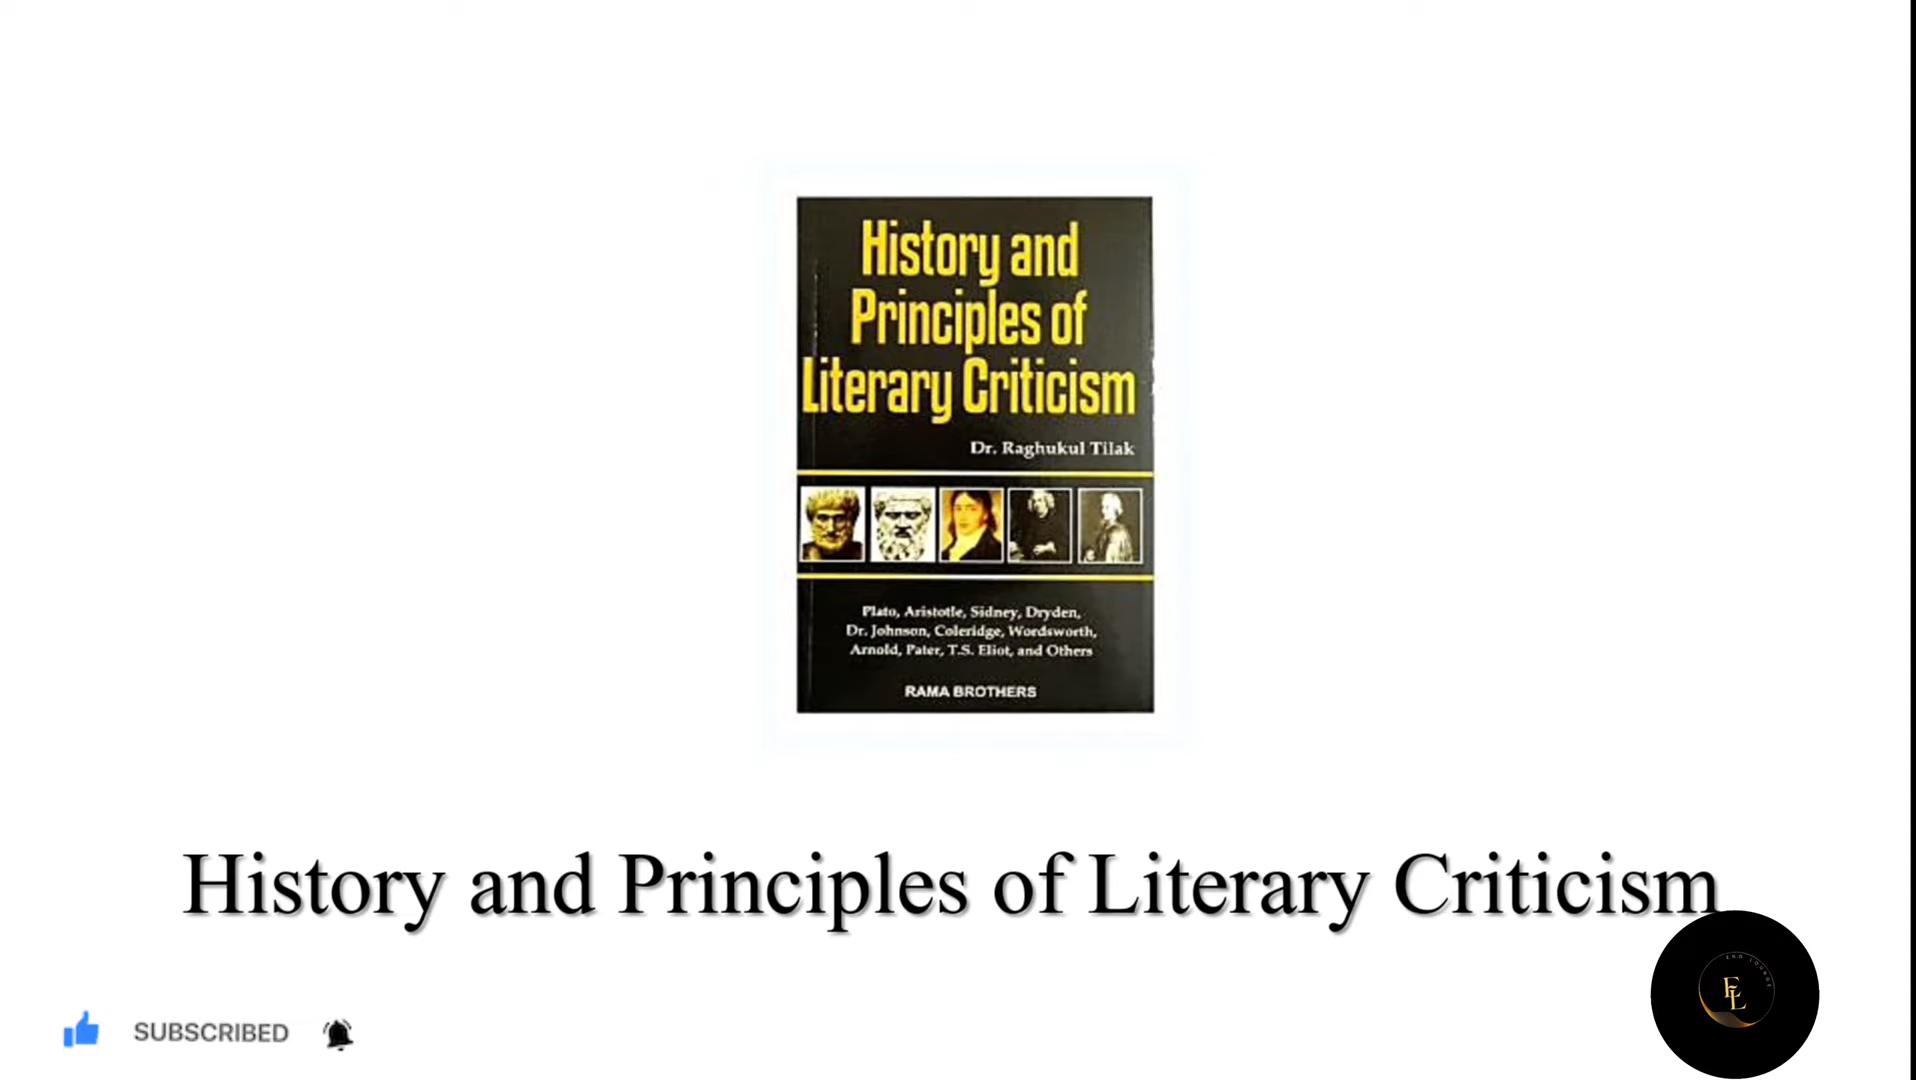 History and
Principles of
Literary Criticism
Dr. Raghukul Tilak
Plato, Aristotle, Sidney, Dryden,
Dr. Johnson, Coleridge, Wordsworth,
Arnold, Pater, T.S. Eliot, and Others
RAMA BROTHERS
History and Principles of Literary Criticism
SUBSCRIBED
EL